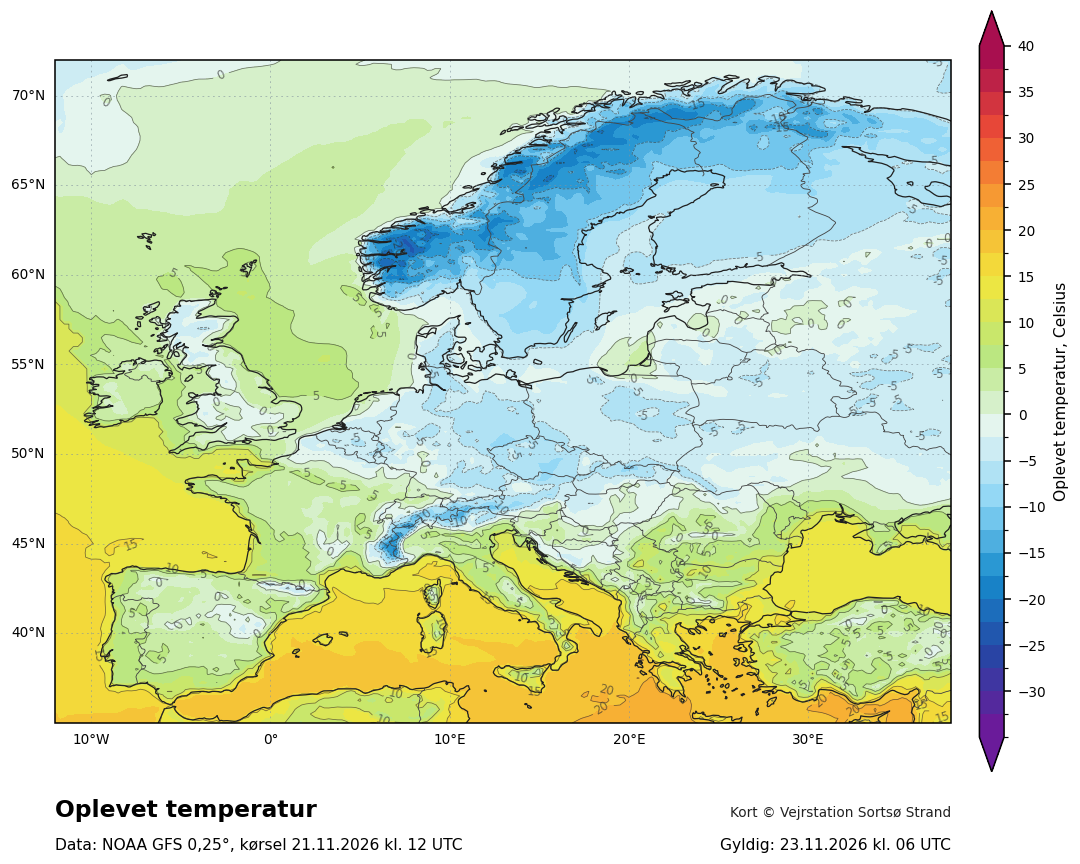 70°N
65°N
60°N
55°N
50°N
45°N
40°N
10°W
0°
10°E
20°E
30°E
40
35
30
25
20
15
10
5
0
−5
−10
−15
−20
−25
−30
Oplevet temperatur, Celsius
Oplevet temperatur
Kort © Vejrstation Sortsø Strand
Data: NOAA GFS 0,25°, kørsel 21.11.2026 kl. 12 UTC
Gyldig: 23.11.2026 kl. 06 UTC